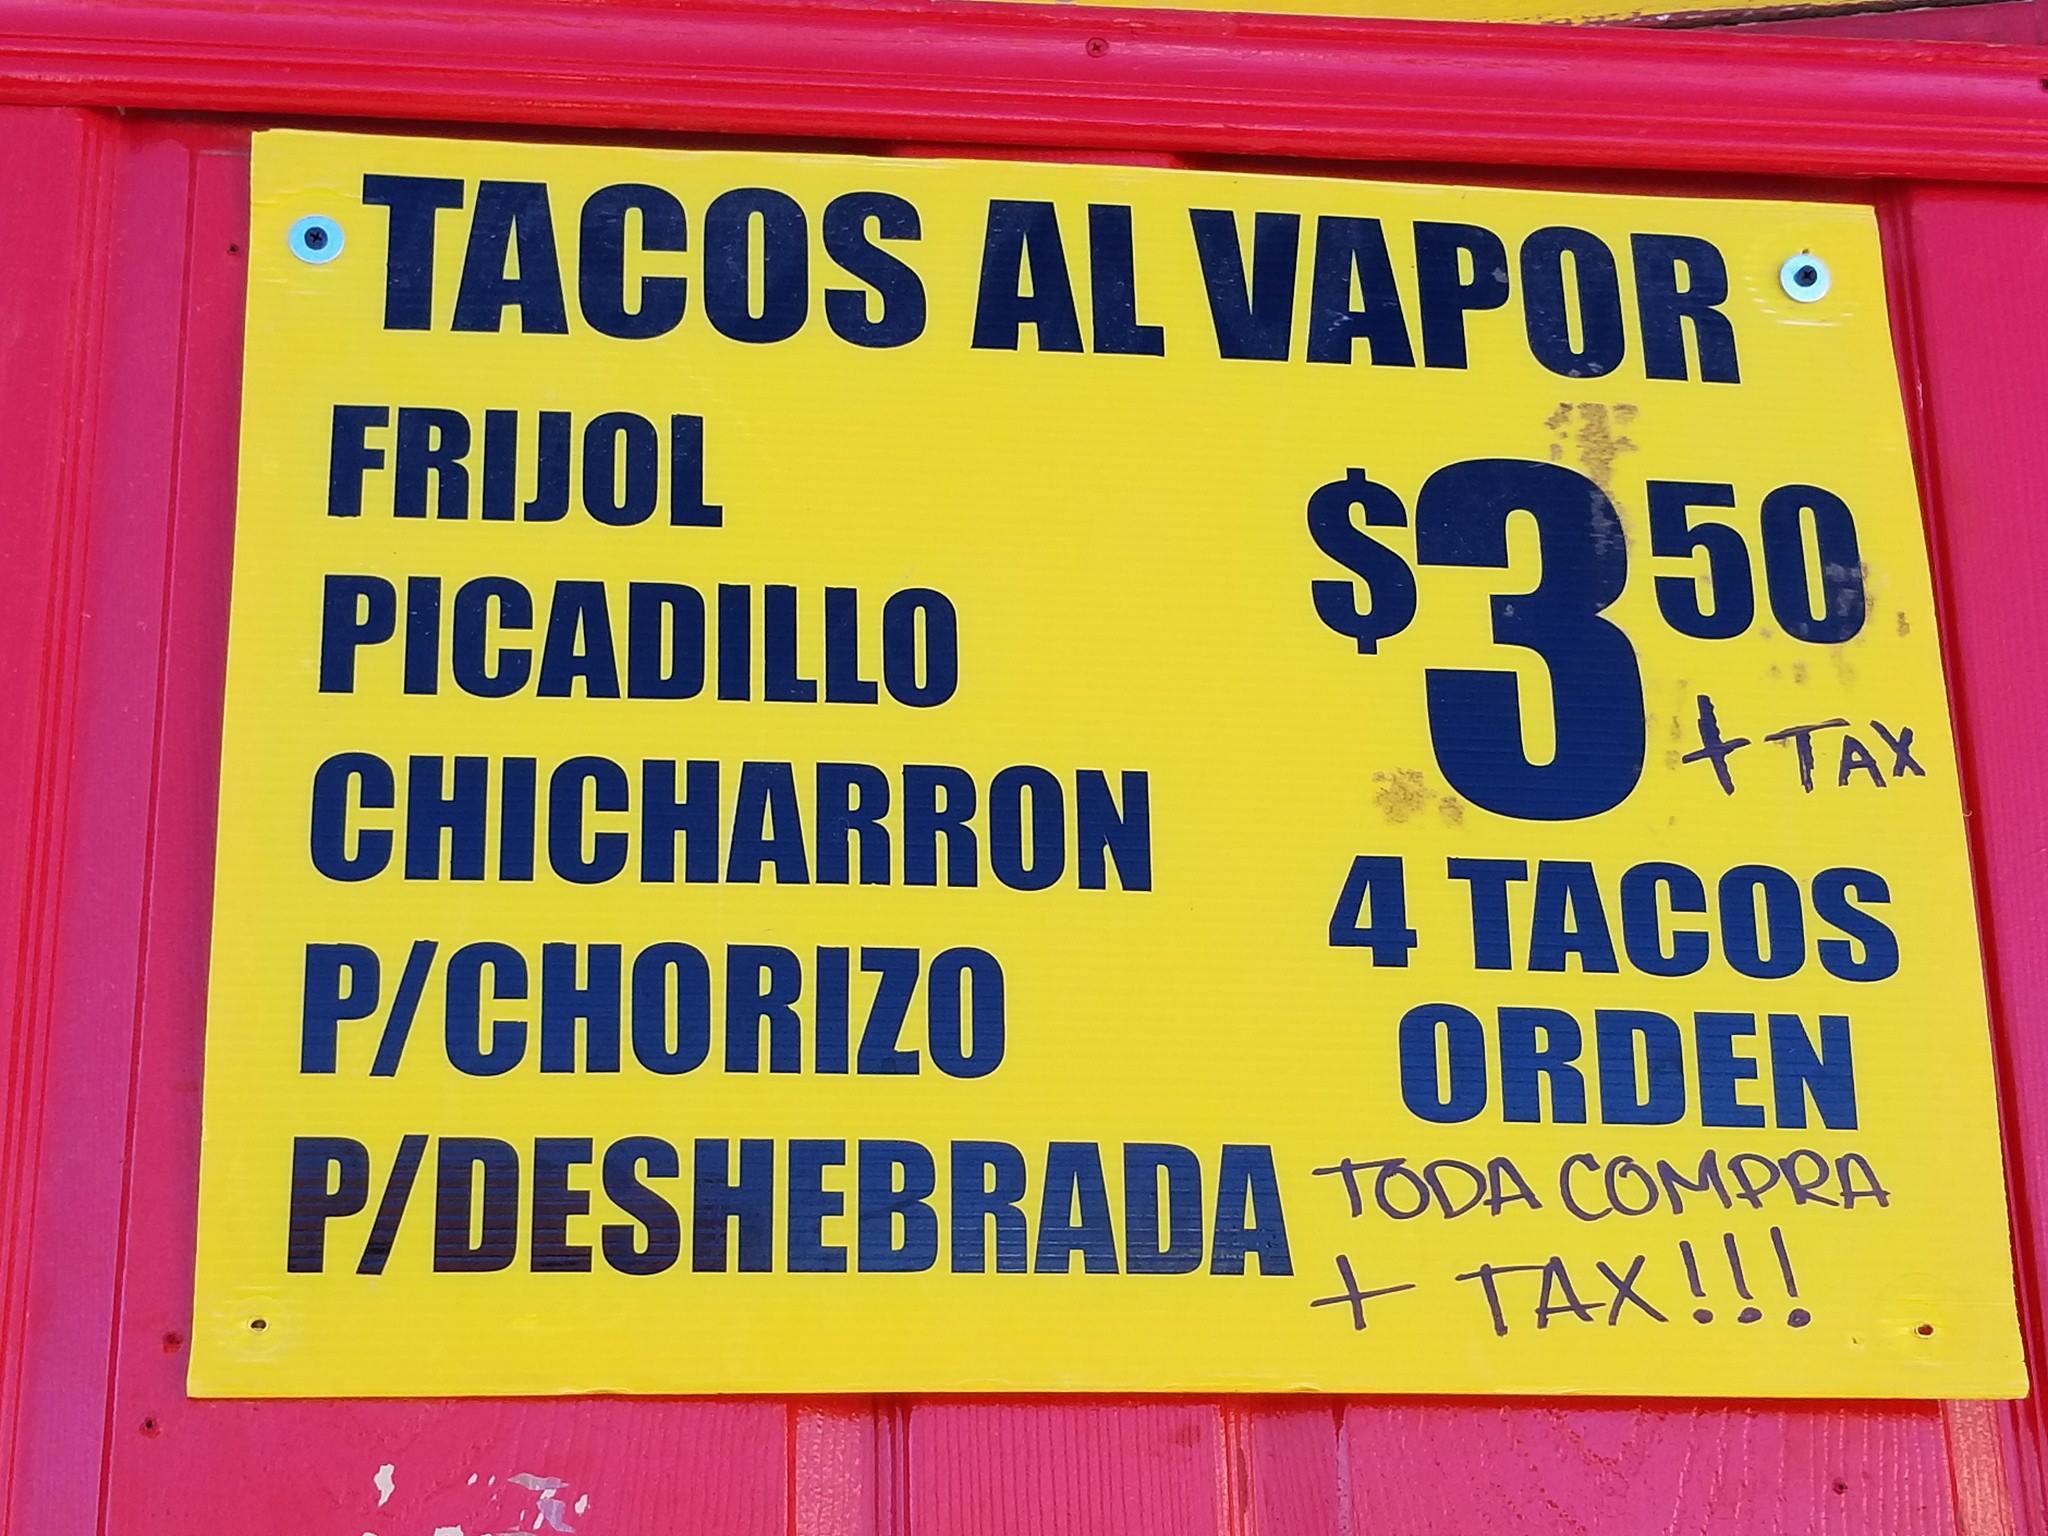 TACOS AL VAPOR
FRIJOL
PICADILLO
CHICHARRON
P/CHORIZO
P/DESHEBRADA
$3 50
+ TAX
4 TACOS
ORDEN
TODA COMPRA
+ TAX!!!